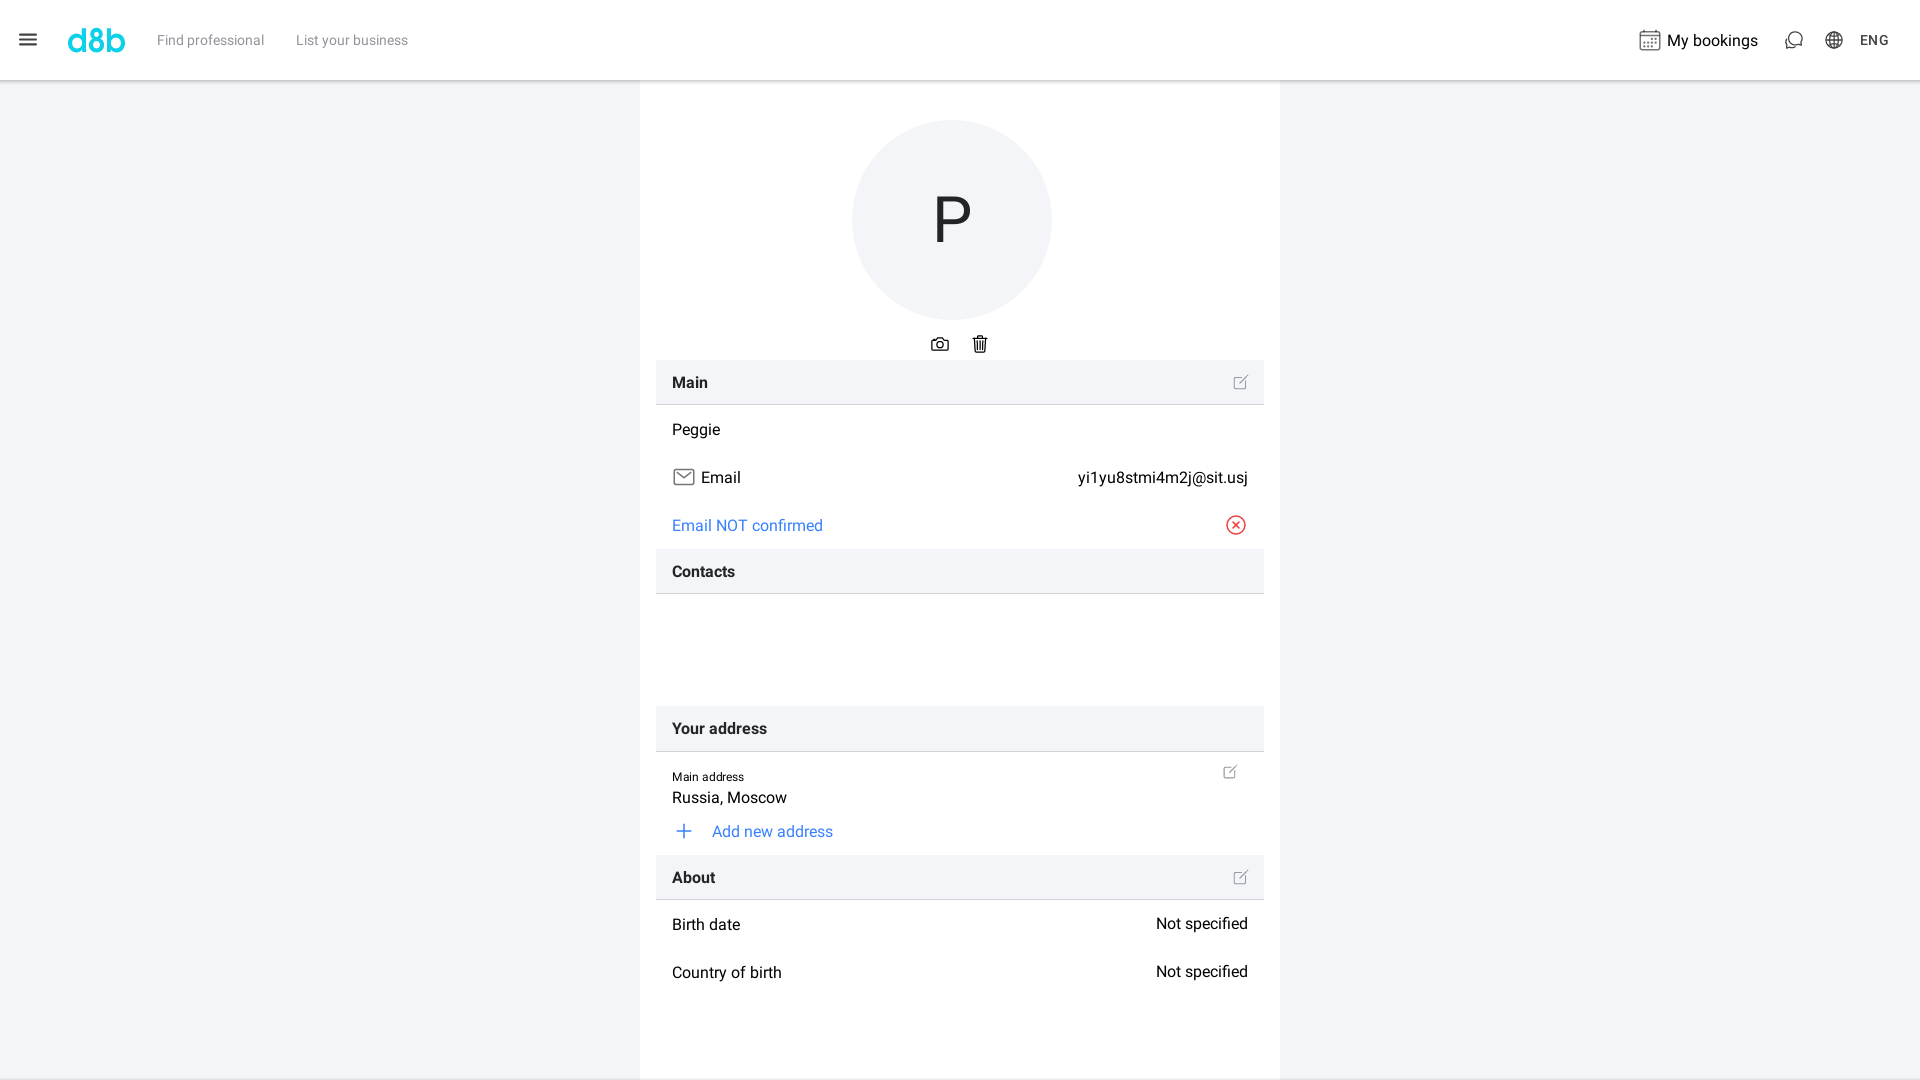 d8b
Find professional
List your business
My bookings
ENG
P
Main
Peggie
Email
yi1yu8stmi4m2j@sit.usj
Email NOT confirmed
Contacts
Your address
Main address
Russia, Moscow
Add new address
About
Birth date
Not specified
Country of birth
Not specified